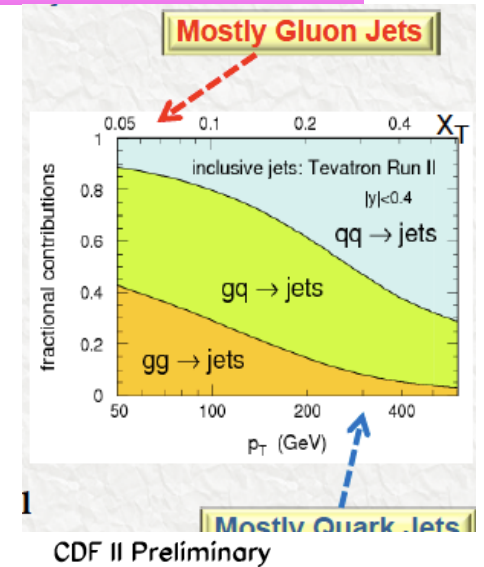 Mostly Gluon Jets
0.05 0.1 0.2 0.4 XT
inclusive jets: Tevatron Run II
|y|<0.4
qq → jets
gq → jets
gg → jets
fractional contributions
1
0.8
0.6
0.4
0.2
0
50 100 200 400
pT (GeV)
l
Mostly Quark Jets
CDF II Preliminary